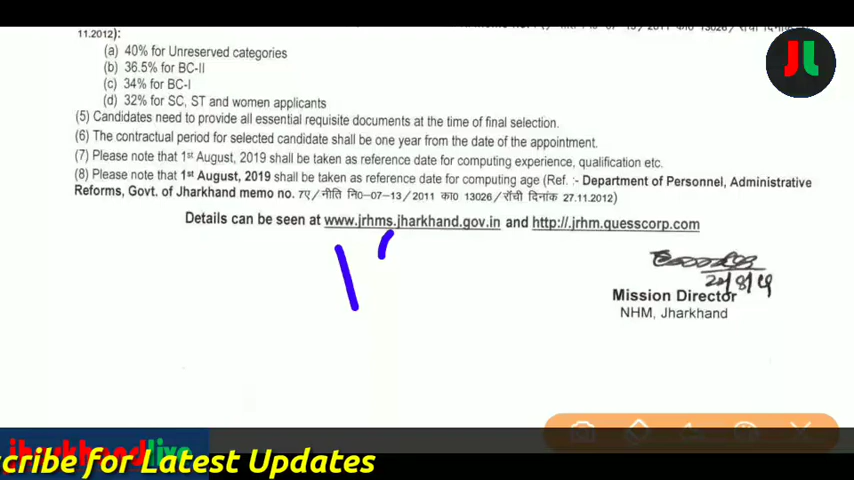 11.2012):
(a) 40% for Unreserved categories
(b) 36.5% for BC-II
(c) 34% for BC-I
(d) 32% for SC, ST and women applicants
(5) Candidates need to provide all essential requisite documents at the time of final selection.
(6) The contractual period for selected candidate shall be one year from the date of the appointment.
(7) Please note that 1st August, 2019 shall be taken as reference date for computing experience, qualification etc.
(8) Please note that 1st August, 2019 shall be taken as reference date for computing age (Ref. :- Department of Personnel, Administrative
Reforms, Govt. of Jharkhand memo no. 7ए/नीति नि0-07-13/2011 का0 13026/राँची दिनांक 27.11.2012)
Details can be seen at www.jrhms.jharkhand.gov.in and http://.jrhm.quesscorp.com
Mission Director
NHM, Jharkhand
JL
jharkhand live
cribe for Latest Updates